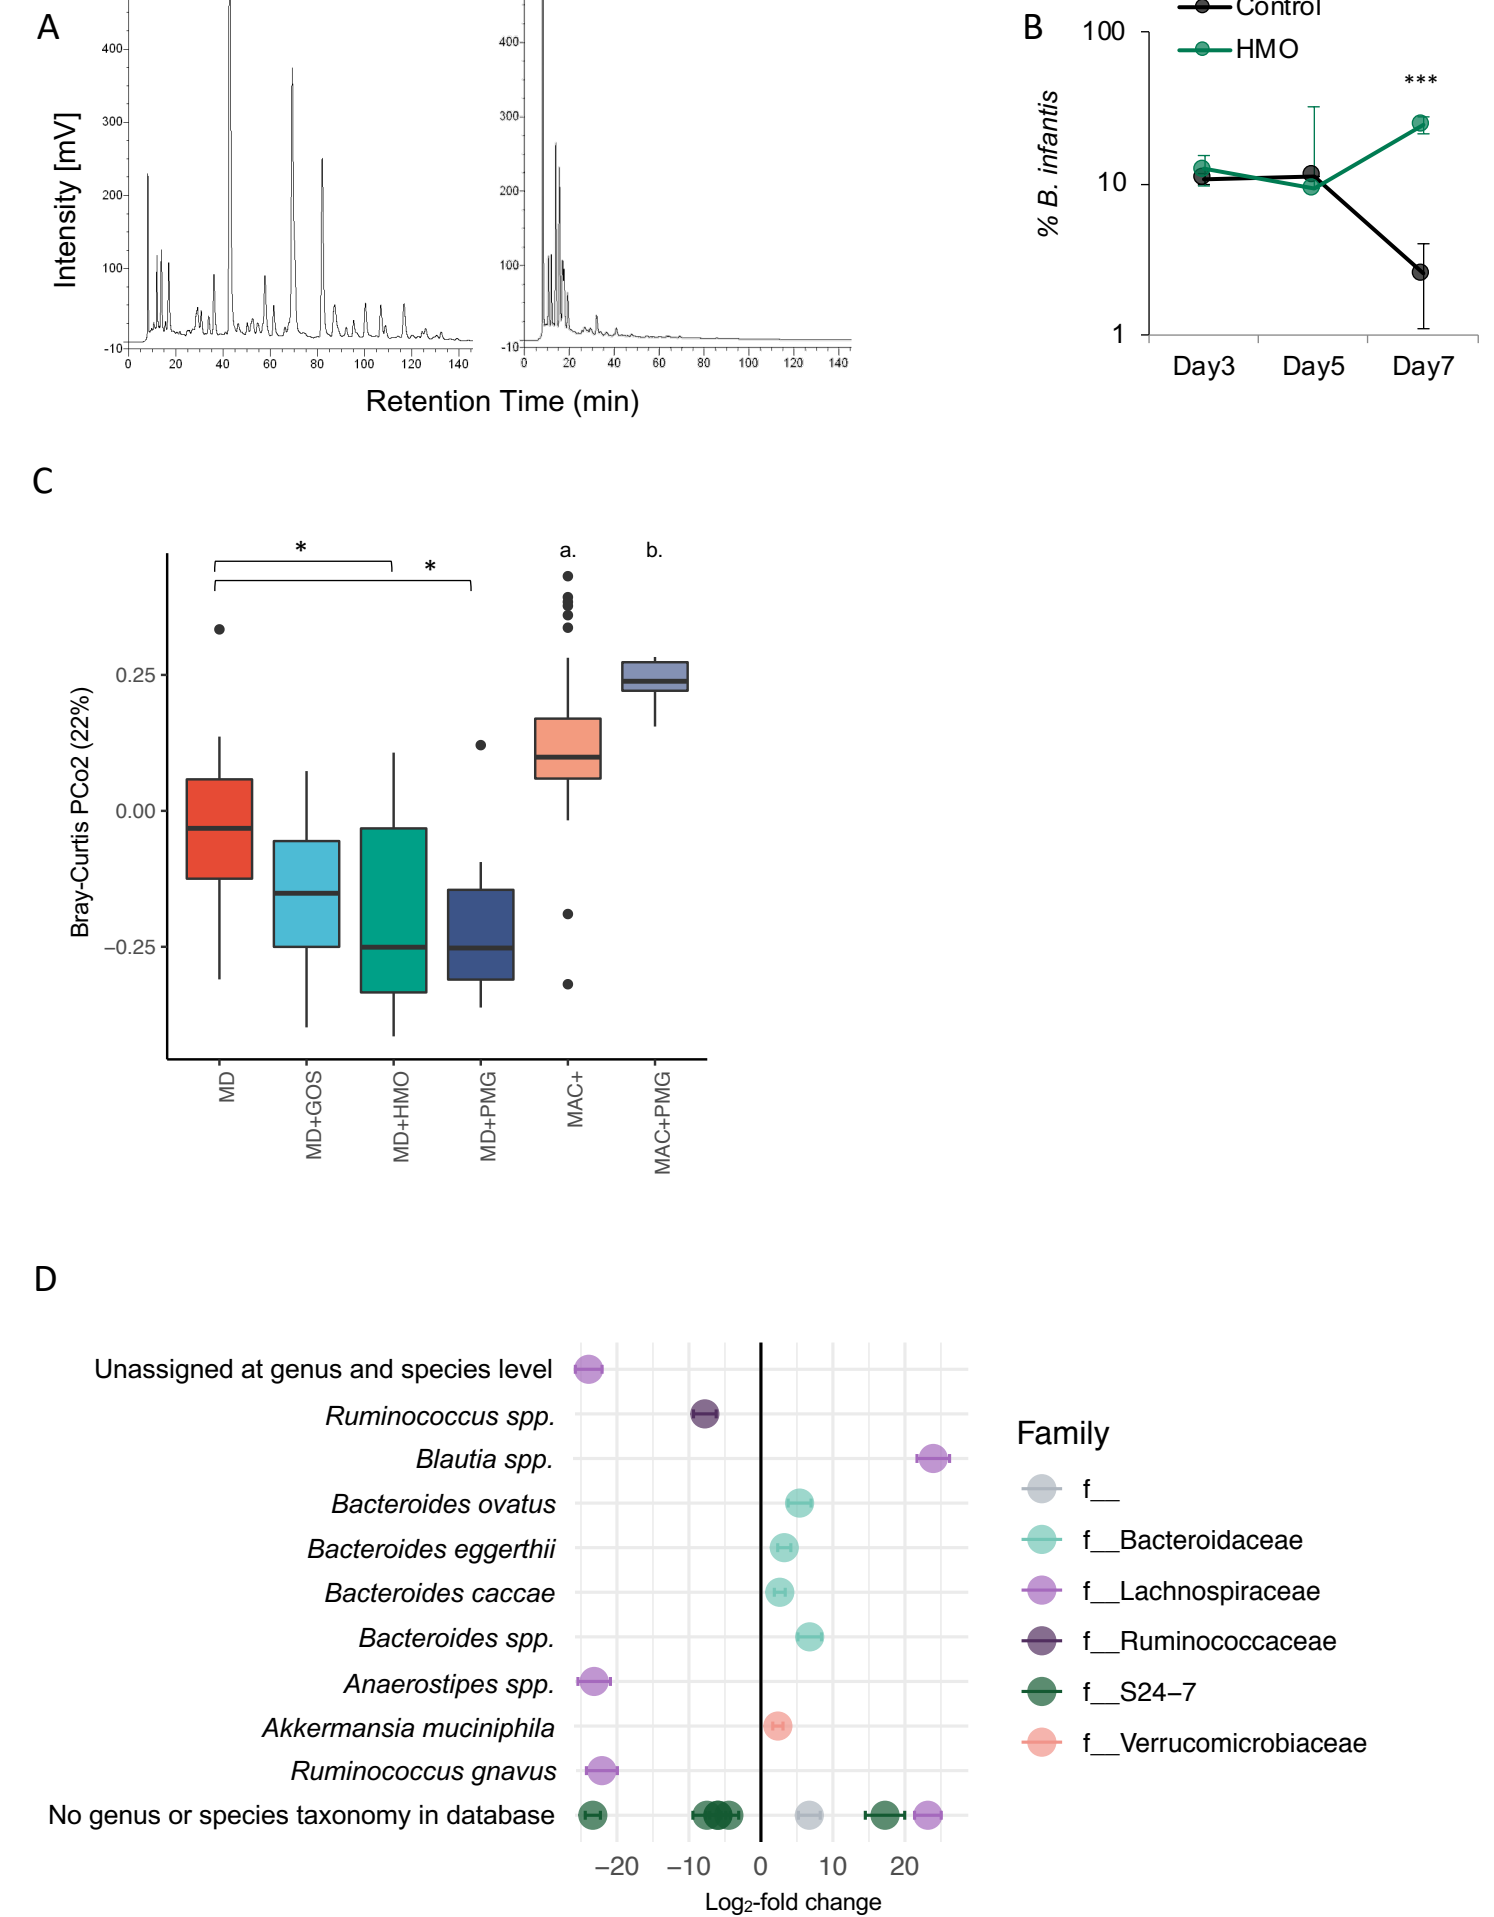 A
Intensity [mV]
400
300
200
100
-10
0 20 40 60 80 100 120 140
400
300
200
100
-10
0 20 40 60 80 100 120 140
Retention Time (min)
B
Control
HMO
***
% B. infantis
100
10
1
Day3 Day5 Day7
C
* *
a. b.
Bray-Curtis PCo2 (22%)
0.25
0.00
−0.25
MD
MD+GOS
MD+HMO
MD+PMG
MAC+
MAC+PMG
D
Unassigned at genus and species level
Ruminococcus spp.
Blautia spp.
Bacteroides ovatus
Bacteroides eggerthii
Bacteroides caccae
Bacteroides spp.
Anaerostipes spp.
Akkermansia muciniphila
Ruminococcus gnavus
No genus or species taxonomy in database
−20 −10 0 10 20
Log2-fold change
Family
f__
f__Bacteroidaceae
f__Lachnospiraceae
f__Ruminococcaceae
f__S24−7
f__Verrucomicrobiaceae